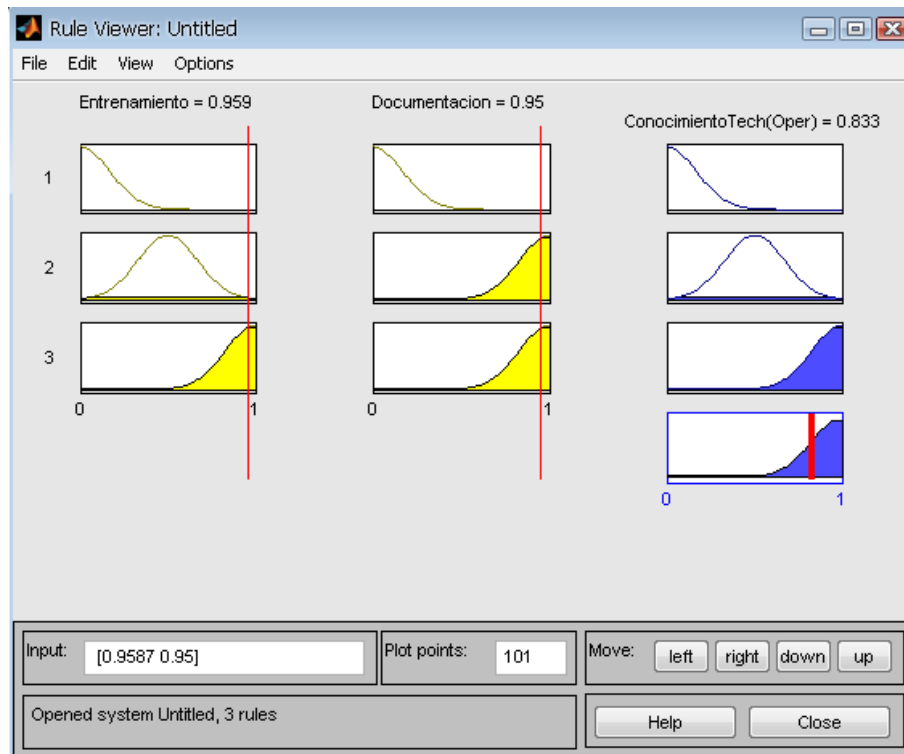 Rule Viewer: Untitled
File Edit View Options
Entrenamiento = 0.959
Documentacion = 0.95
ConocimientoTech(Oper) = 0.833
1
2
3
0 1
0 1
0 1
Input: [0.9587 0.95]
Plot points: 101
Move: left right down up
Opened system Untitled, 3 rules
Help Close